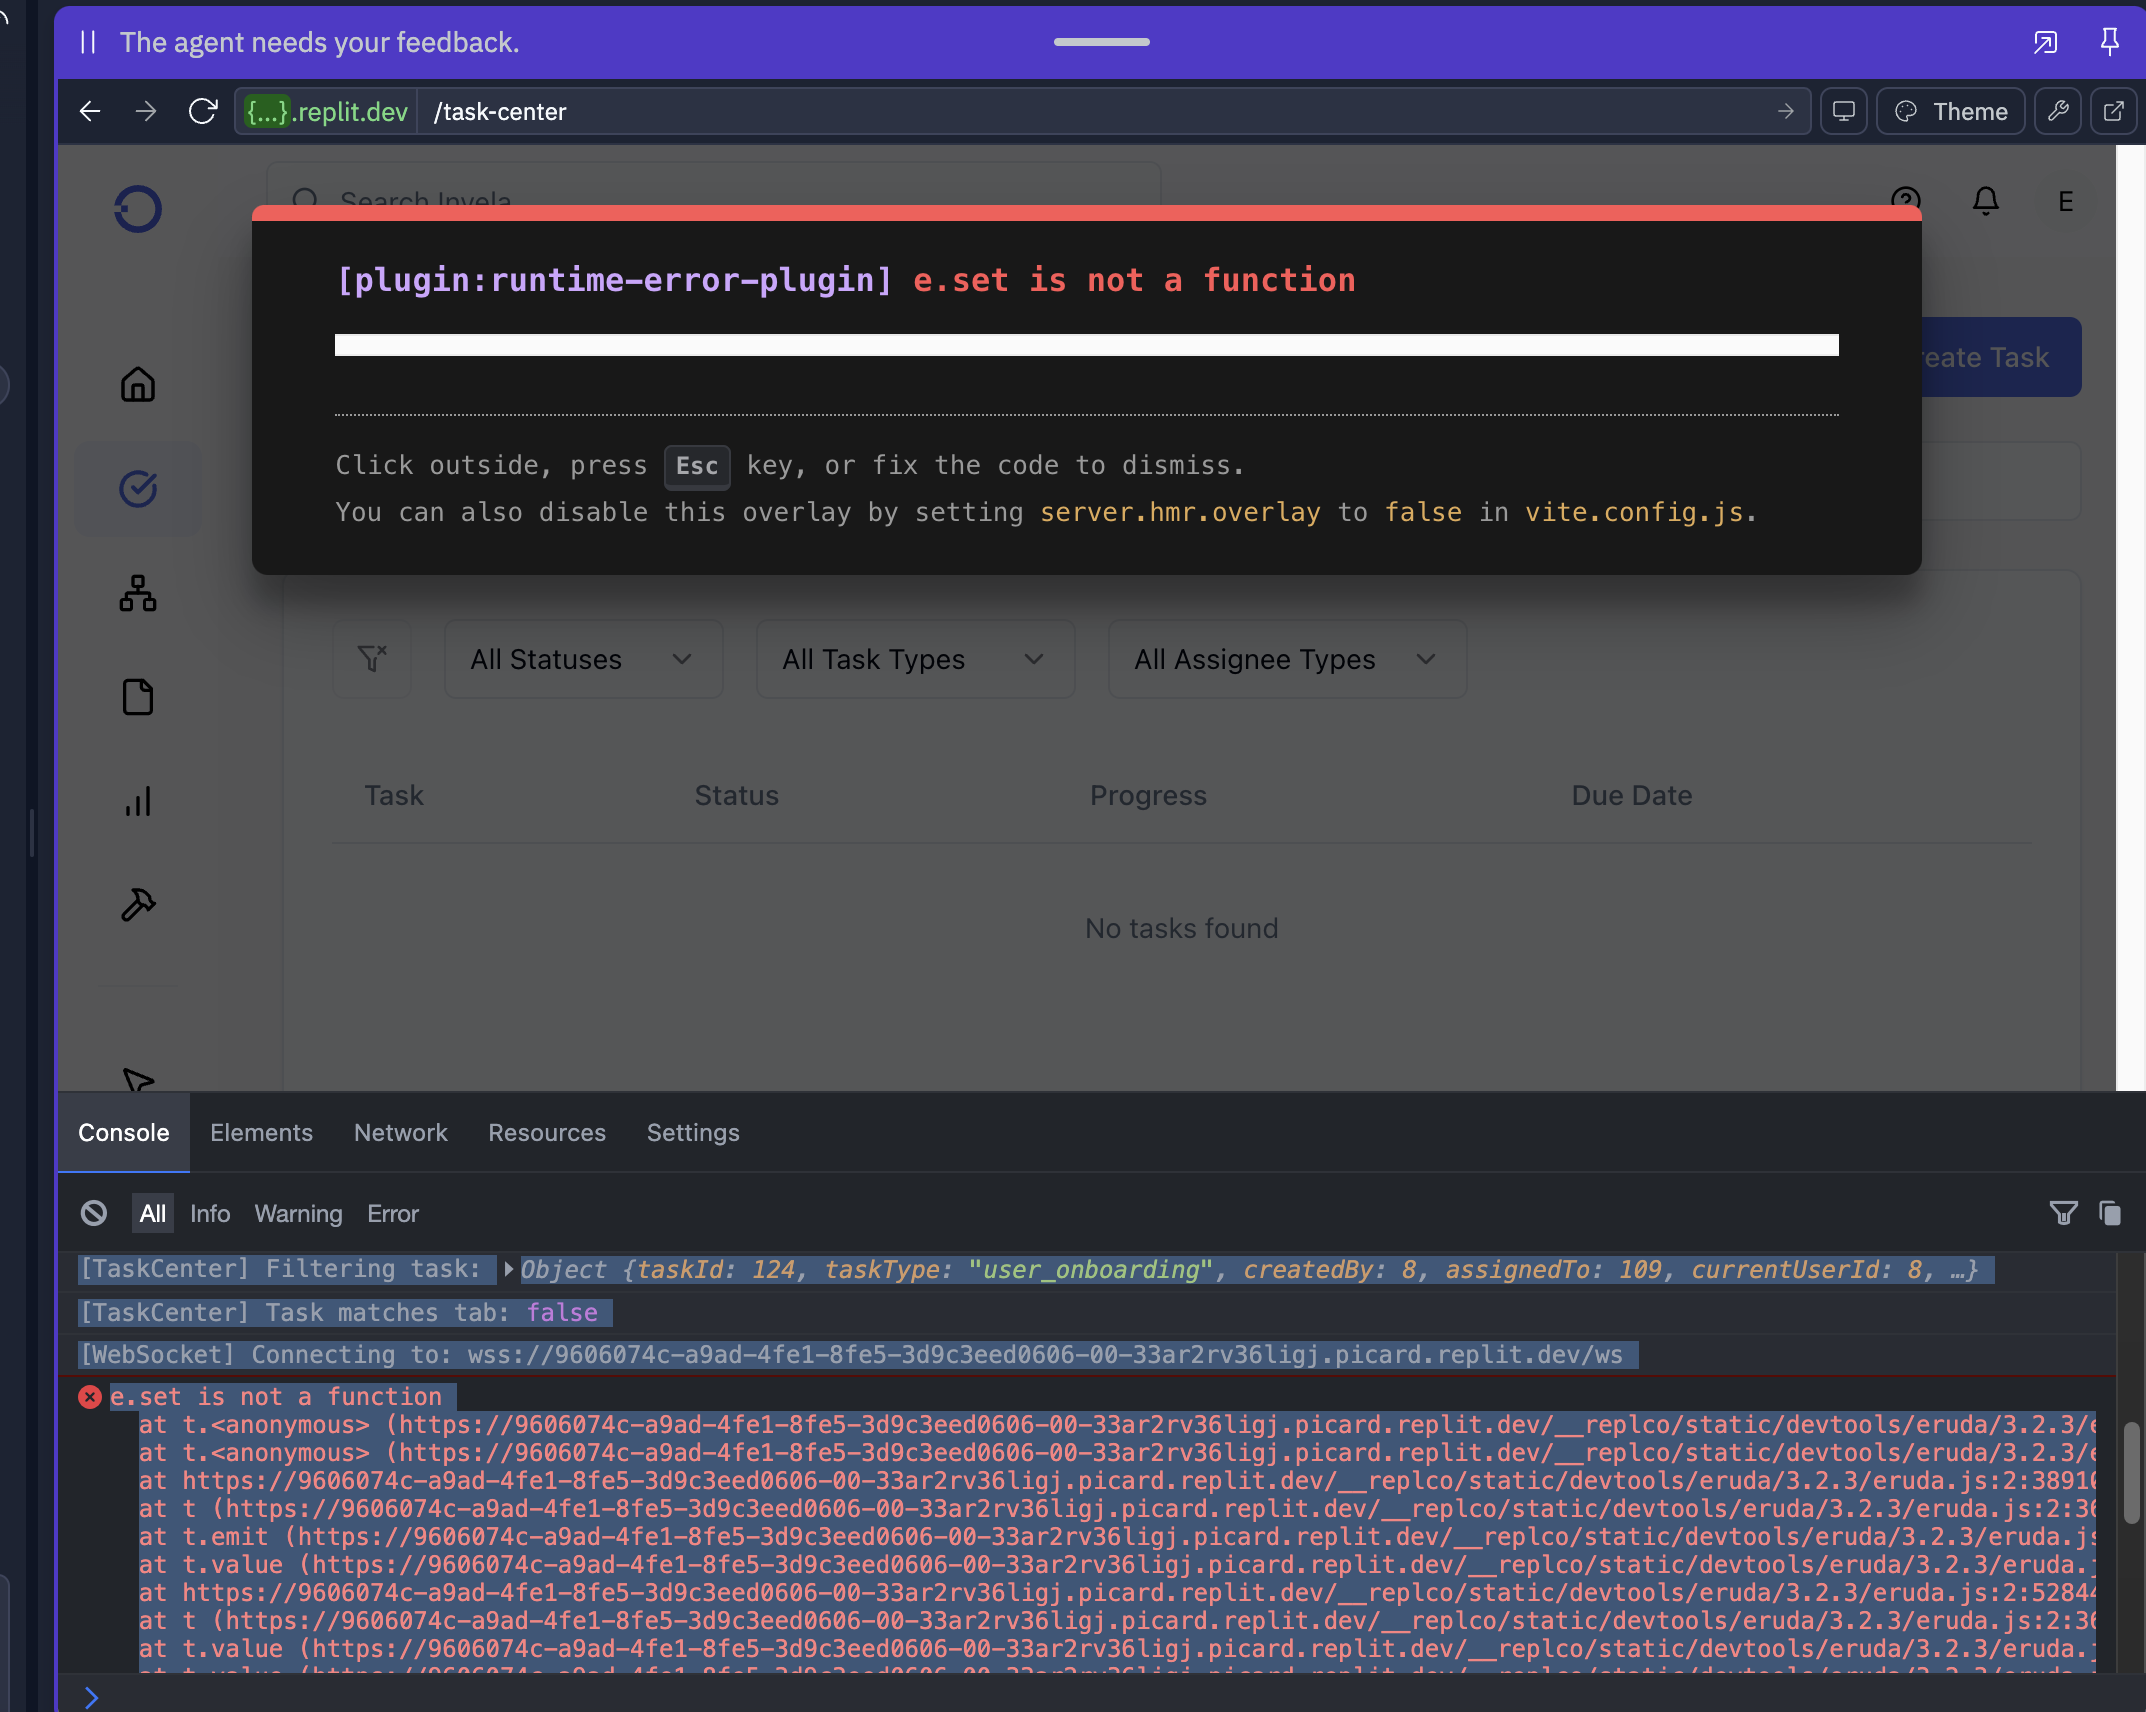 The agent needs your feedback.
{...}.replit.dev /task-center Theme
Search Invela
E
[plugin:runtime-error-plugin] e.set is not a function
eate Task
Click outside, press Esc key, or fix the code to dismiss.
You can also disable this overlay by setting server.hmr.overlay to false in vite.config.js.
All Statuses All Task Types All Assignee Types
Task Status Progress Due Date
No tasks found
Console Elements Network Resources Settings
All Info Warning Error
[TaskCenter] Filtering task: Object {taskId: 124, taskType: "user_onboarding", createdBy: 8, assignedTo: 109, currentUserId: 8, …}
[TaskCenter] Task matches tab: false
[WebSocket] Connecting to: wss://9606074c-a9ad-4fe1-8fe5-3d9c3eed0606-00-33ar2rv36ligj.picard.replit.dev/ws
e.set is not a function
at t.<anonymous> (https://9606074c-a9ad-4fe1-8fe5-3d9c3eed0606-00-33ar2rv36ligj.picard.replit.dev/__replco/static/devtools/eruda/3.2.3/e
at t.<anonymous> (https://9606074c-a9ad-4fe1-8fe5-3d9c3eed0606-00-33ar2rv36ligj.picard.replit.dev/__replco/static/devtools/eruda/3.2.3/e
at https://9606074c-a9ad-4fe1-8fe5-3d9c3eed0606-00-33ar2rv36ligj.picard.replit.dev/__replco/static/devtools/eruda/3.2.3/eruda.js:2:38910
at t (https://9606074c-a9ad-4fe1-8fe5-3d9c3eed0606-00-33ar2rv36ligj.picard.replit.dev/__replco/static/devtools/eruda/3.2.3/eruda.js:2:36
at t.emit (https://9606074c-a9ad-4fe1-8fe5-3d9c3eed0606-00-33ar2rv36ligj.picard.replit.dev/__replco/static/devtools/eruda/3.2.3/eruda.js
at t.value (https://9606074c-a9ad-4fe1-8fe5-3d9c3eed0606-00-33ar2rv36ligj.picard.replit.dev/__replco/static/devtools/eruda/3.2.3/eruda.j
at https://9606074c-a9ad-4fe1-8fe5-3d9c3eed0606-00-33ar2rv36ligj.picard.replit.dev/__replco/static/devtools/eruda/3.2.3/eruda.js:2:52844
at t (https://9606074c-a9ad-4fe1-8fe5-3d9c3eed0606-00-33ar2rv36ligj.picard.replit.dev/__replco/static/devtools/eruda/3.2.3/eruda.js:2:36
at t.value (https://9606074c-a9ad-4fe1-8fe5-3d9c3eed0606-00-33ar2rv36ligj.picard.replit.dev/__replco/static/devtools/eruda/3.2.3/eruda.j